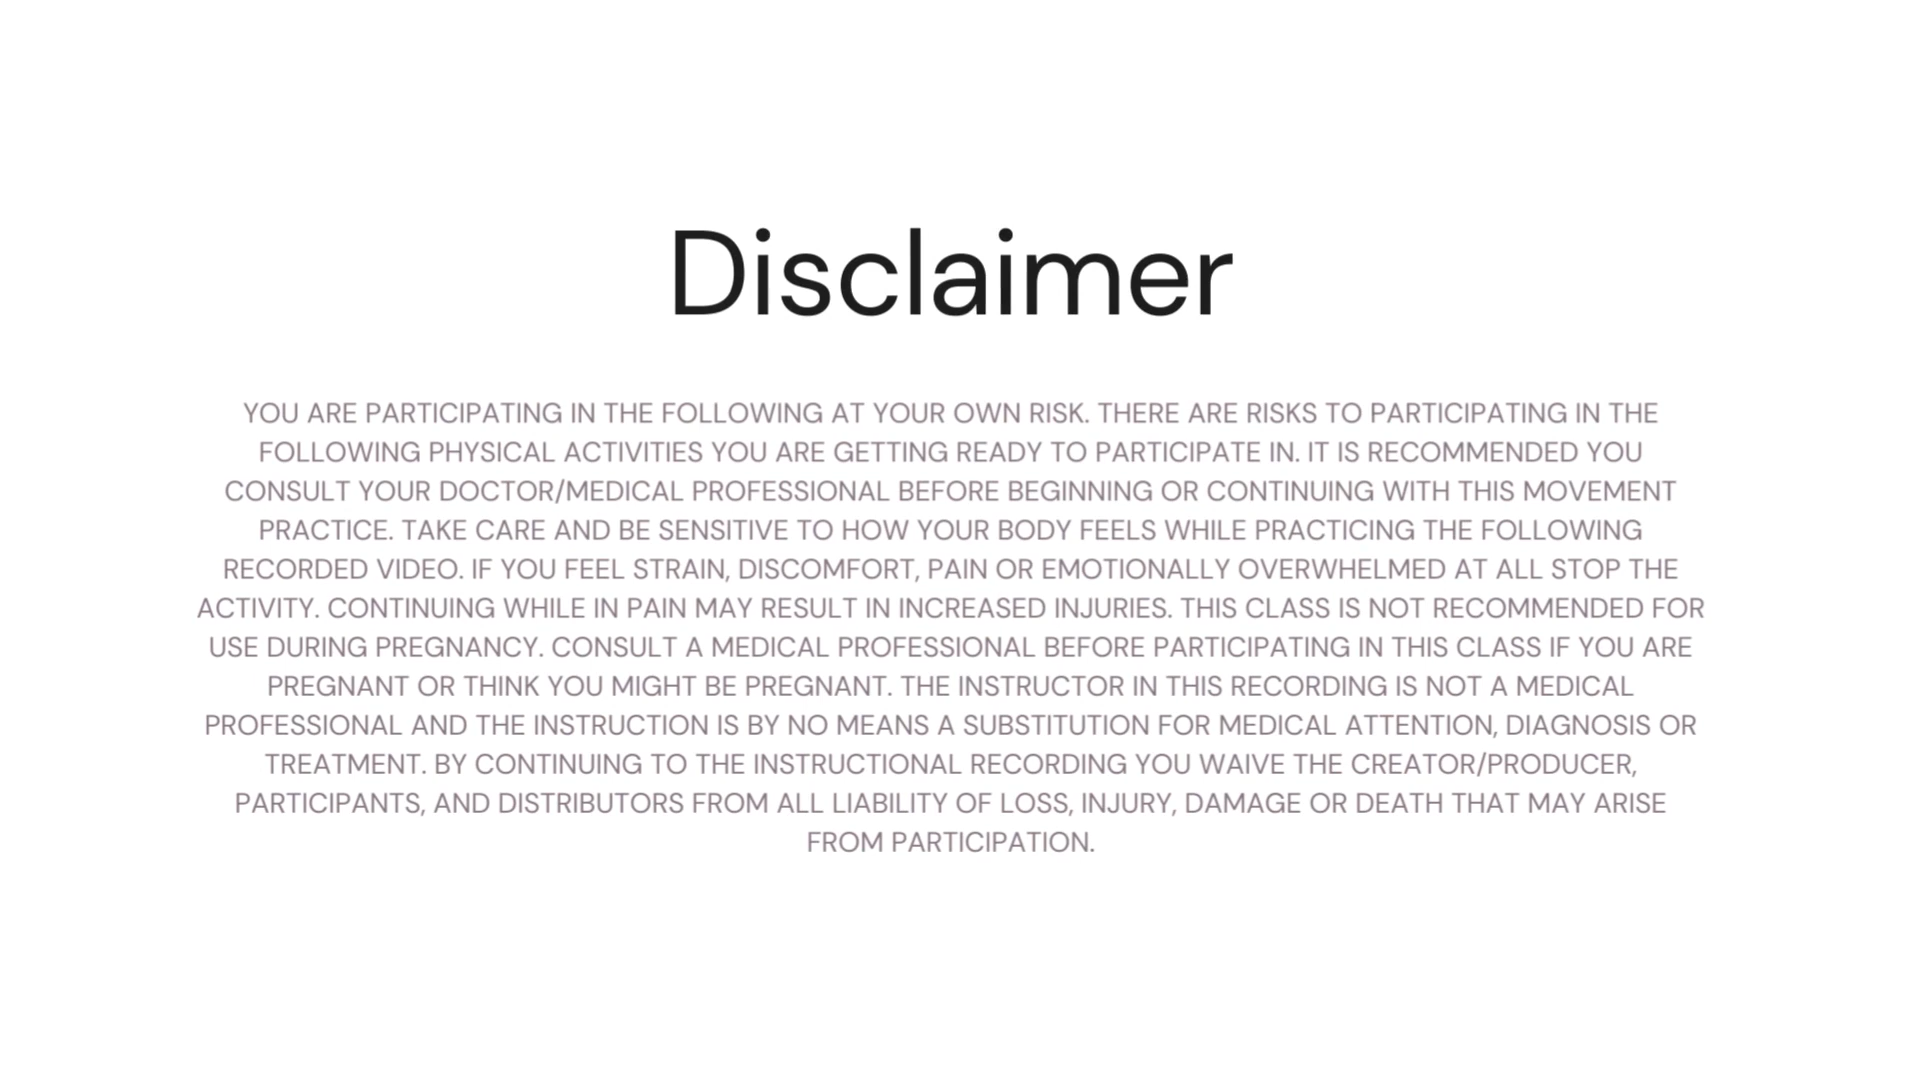 Disclaimer
YOU ARE PARTICIPATING IN THE FOLLOWING AT YOUR OWN RISK. THERE ARE RISKS TO PARTICIPATING IN THE
FOLLOWING PHYSICAL ACTIVITIES YOU ARE GETTING READY TO PARTICIPATE IN. IT IS RECOMMENDED YOU
CONSULT YOUR DOCTOR/MEDICAL PROFESSIONAL BEFORE BEGINNING OR CONTINUING WITH THIS MOVEMENT
PRACTICE. TAKE CARE AND BE SENSITIVE TO HOW YOUR BODY FEELS WHILE PRACTICING THE FOLLOWING
RECORDED VIDEO. IF YOU FEEL STRAIN, DISCOMFORT, PAIN OR EMOTIONALLY OVERWHELMED AT ALL STOP THE
ACTIVITY. CONTINUING WHILE IN PAIN MAY RESULT IN INCREASED INJURIES. THIS CLASS IS NOT RECOMMENDED FOR
USE DURING PREGNANCY. CONSULT A MEDICAL PROFESSIONAL BEFORE PARTICIPATING IN THIS CLASS IF YOU ARE
PREGNANT OR THINK YOU MIGHT BE PREGNANT. THE INSTRUCTOR IN THIS RECORDING IS NOT A MEDICAL
PROFESSIONAL AND THE INSTRUCTION IS BY NO MEANS A SUBSTITUTION FOR MEDICAL ATTENTION, DIAGNOSIS OR
TREATMENT. BY CONTINUING TO THE INSTRUCTIONAL RECORDING YOU WAIVE THE CREATOR/PRODUCER,
PARTICIPANTS, AND DISTRIBUTORS FROM ALL LIABILITY OF LOSS, INJURY, DAMAGE OR DEATH THAT MAY ARISE
FROM PARTICIPATION.